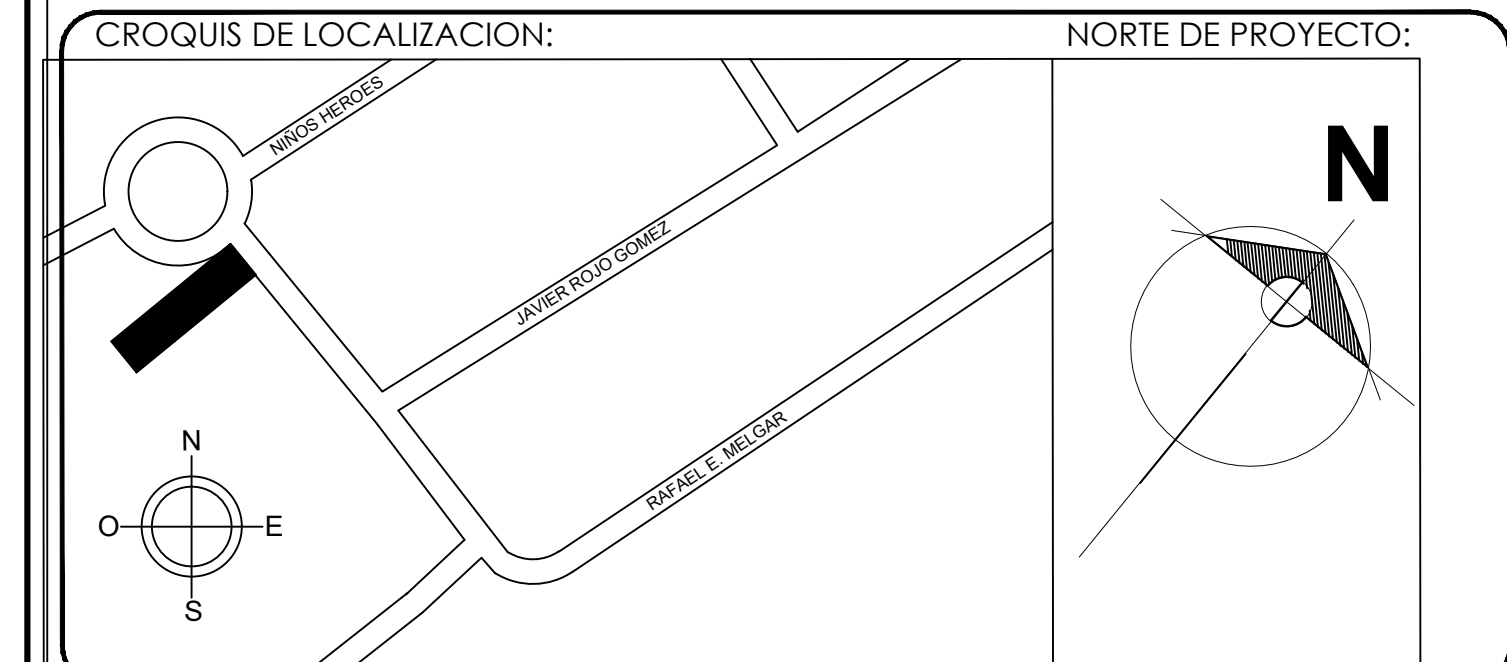 CROQUIS DE LOCALIZACION:
NORTE DE PROYECTO:
NIÑOS HEROES
JAVIER ROJO GOMEZ
RAFAEL E. MELGAR
N
O
E
S
N